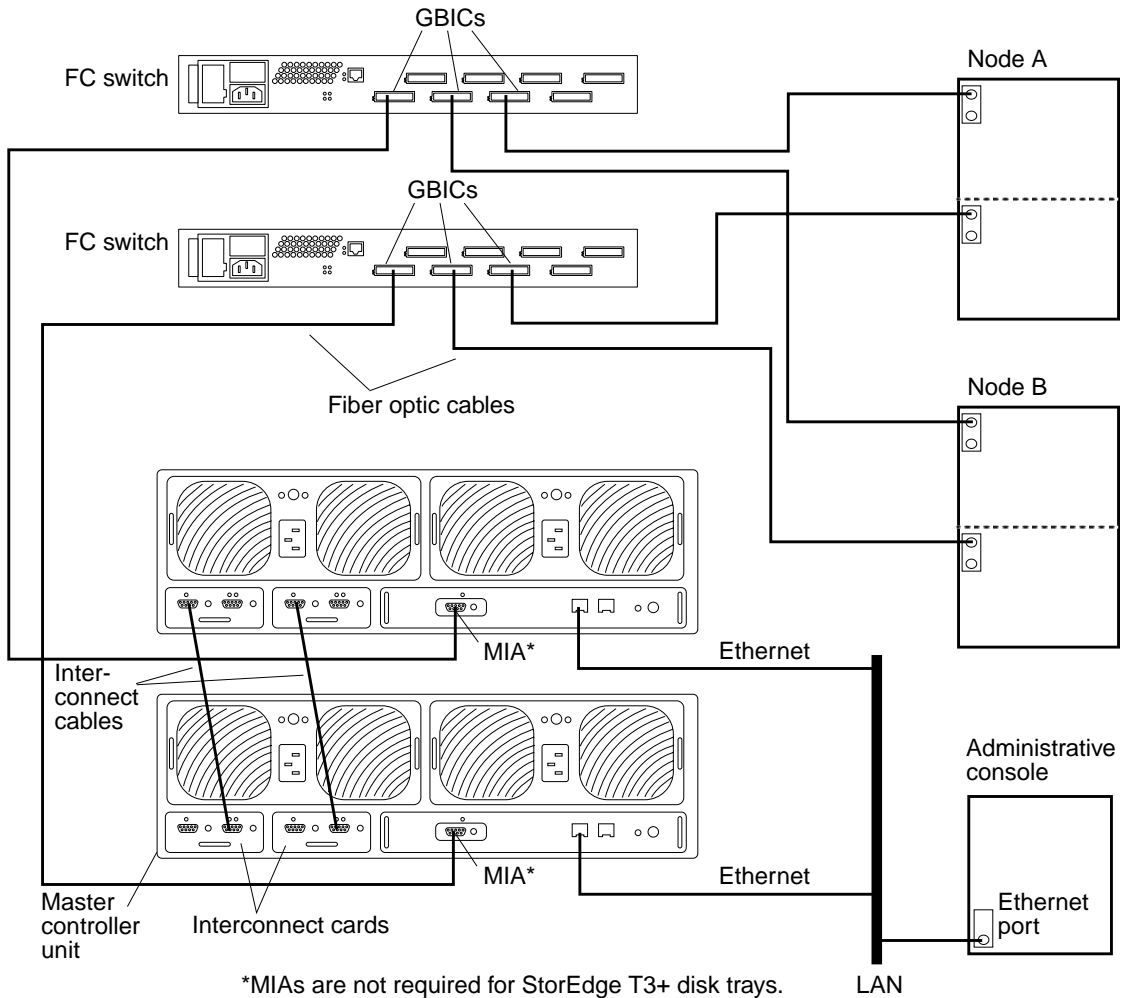 GBICs
Node A
FC switch
GBICs
FC switch
Fiber optic cables
Node B
MIA*
Ethernet
Inter-
connect
cables
Administrative
console
MIA*
Ethernet
Master
controller
unit
Interconnect cards
Ethernet
port
*MIAs are not required for StorEdge T3+ disk trays.
LAN